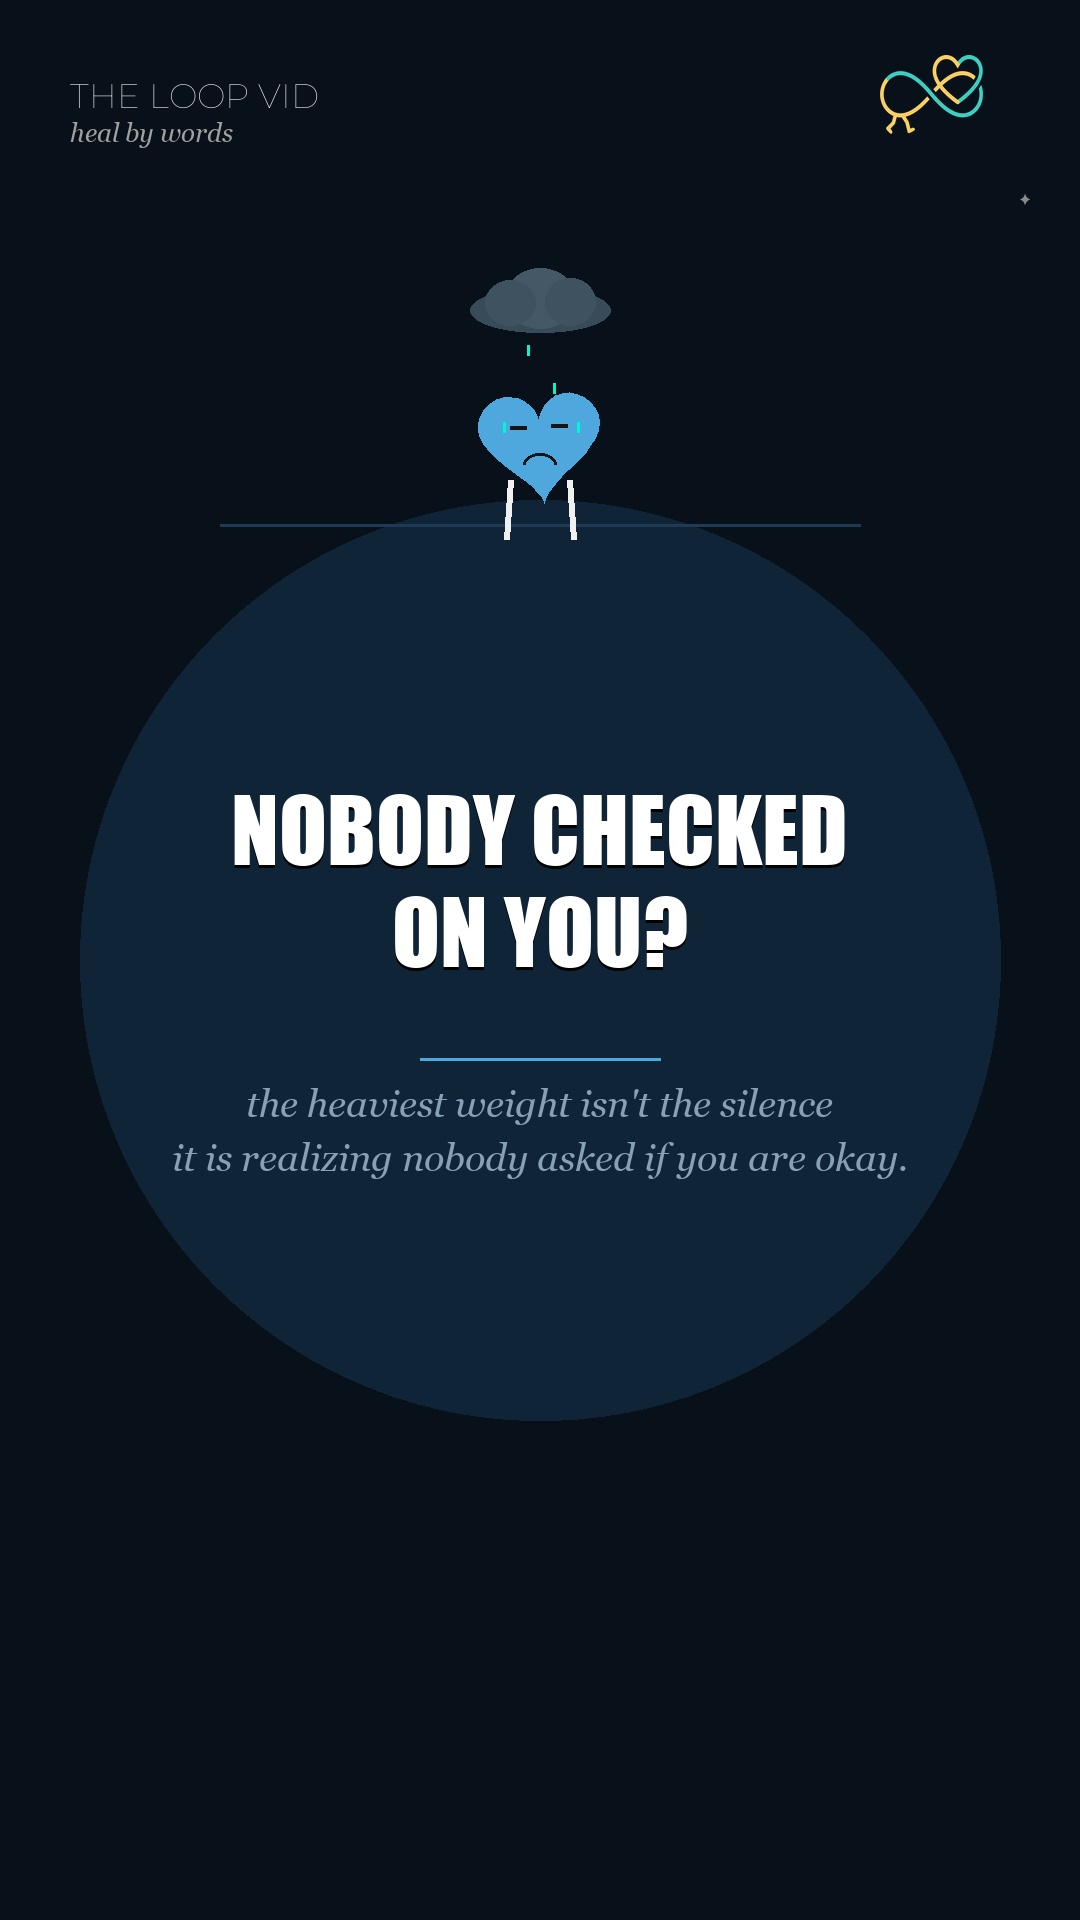 THE LOOP VID
heal by words
NOBODY CHECKED
ON YOU?
the heaviest weight isn't the silence
it is realizing nobody asked if you are okay.